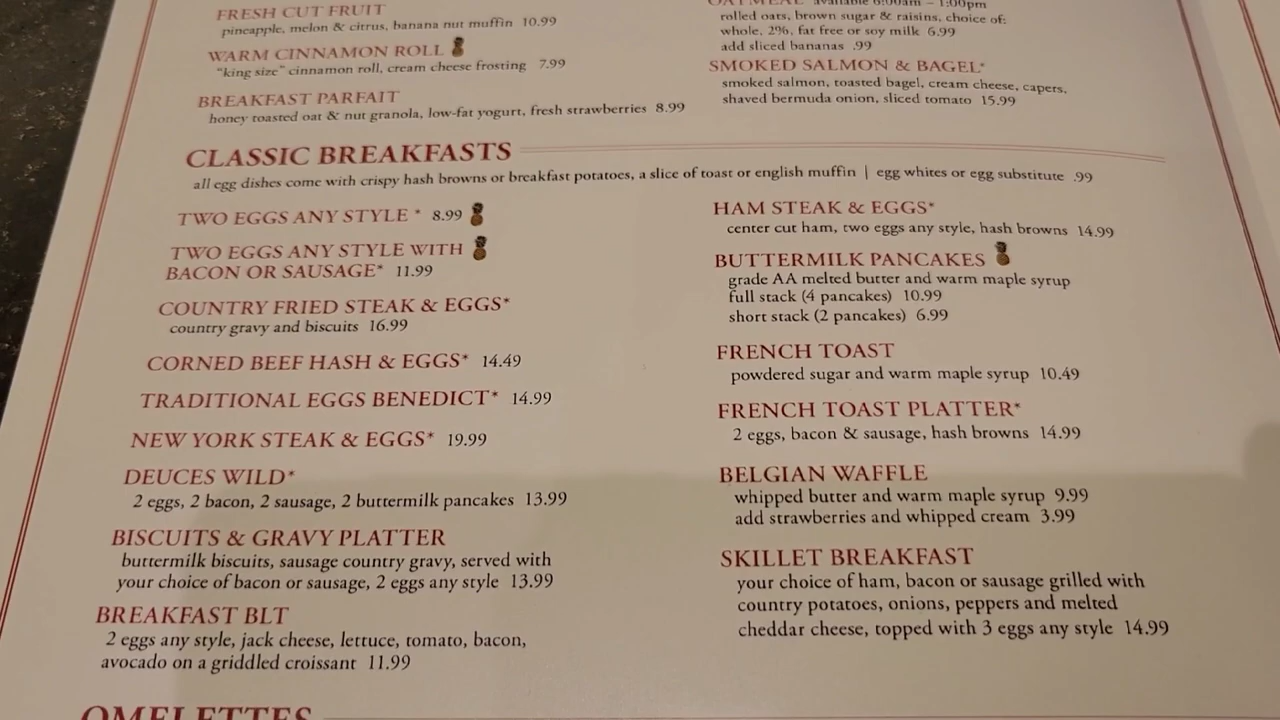 FRESH CUT FRUIT
pineapple, melon & citrus, banana nut muffin 10.99
WARM CINNAMON ROLL
"king size" cinnamon roll, cream cheese frosting 7.99
BREAKFAST PARFAIT
honey toasted oat & nut granola, low-fat yogurt, fresh strawberries 8.99
OATMEAL available 6:00am – 1:00pm
rolled oats, brown sugar & raisins, choice of:
whole, 2%, fat free or soy milk 6.99
add sliced bananas .99
SMOKED SALMON & BAGEL*
smoked salmon, toasted bagel, cream cheese, capers,
shaved bermuda onion, sliced tomato 15.99
CLASSIC BREAKFASTS
all egg dishes come with crispy hash browns or breakfast potatoes, a slice of toast or english muffin | egg whites or egg substitute .99
TWO EGGS ANY STYLE * 8.99
TWO EGGS ANY STYLE WITH
BACON OR SAUSAGE* 11.99
COUNTRY FRIED STEAK & EGGS*
country gravy and biscuits 16.99
CORNED BEEF HASH & EGGS* 14.49
TRADITIONAL EGGS BENEDICT* 14.99
NEW YORK STEAK & EGGS* 19.99
DEUCES WILD*
2 eggs, 2 bacon, 2 sausage, 2 buttermilk pancakes 13.99
BISCUITS & GRAVY PLATTER
buttermilk biscuits, sausage country gravy, served with
your choice of bacon or sausage, 2 eggs any style 13.99
BREAKFAST BLT
2 eggs any style, jack cheese, lettuce, tomato, bacon,
avocado on a griddled croissant 11.99
HAM STEAK & EGGS*
center cut ham, two eggs any style, hash browns 14.99
BUTTERMILK PANCAKES
grade AA melted butter and warm maple syrup
full stack (4 pancakes) 10.99
short stack (2 pancakes) 6.99
FRENCH TOAST
powdered sugar and warm maple syrup 10.49
FRENCH TOAST PLATTER*
2 eggs, bacon & sausage, hash browns 14.99
BELGIAN WAFFLE
whipped butter and warm maple syrup 9.99
add strawberries and whipped cream 3.99
SKILLET BREAKFAST
your choice of ham, bacon or sausage grilled with
country potatoes, onions, peppers and melted
cheddar cheese, topped with 3 eggs any style 14.99
OMELETTES